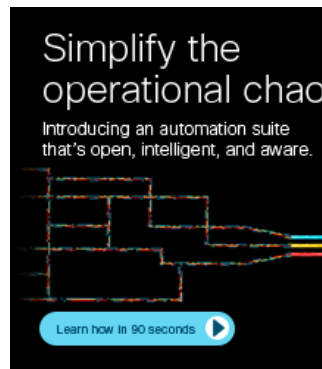 Simplify the
operational chao
Introducing an automation suite
that's open, intelligent, and aware.
Learn how in 90 seconds